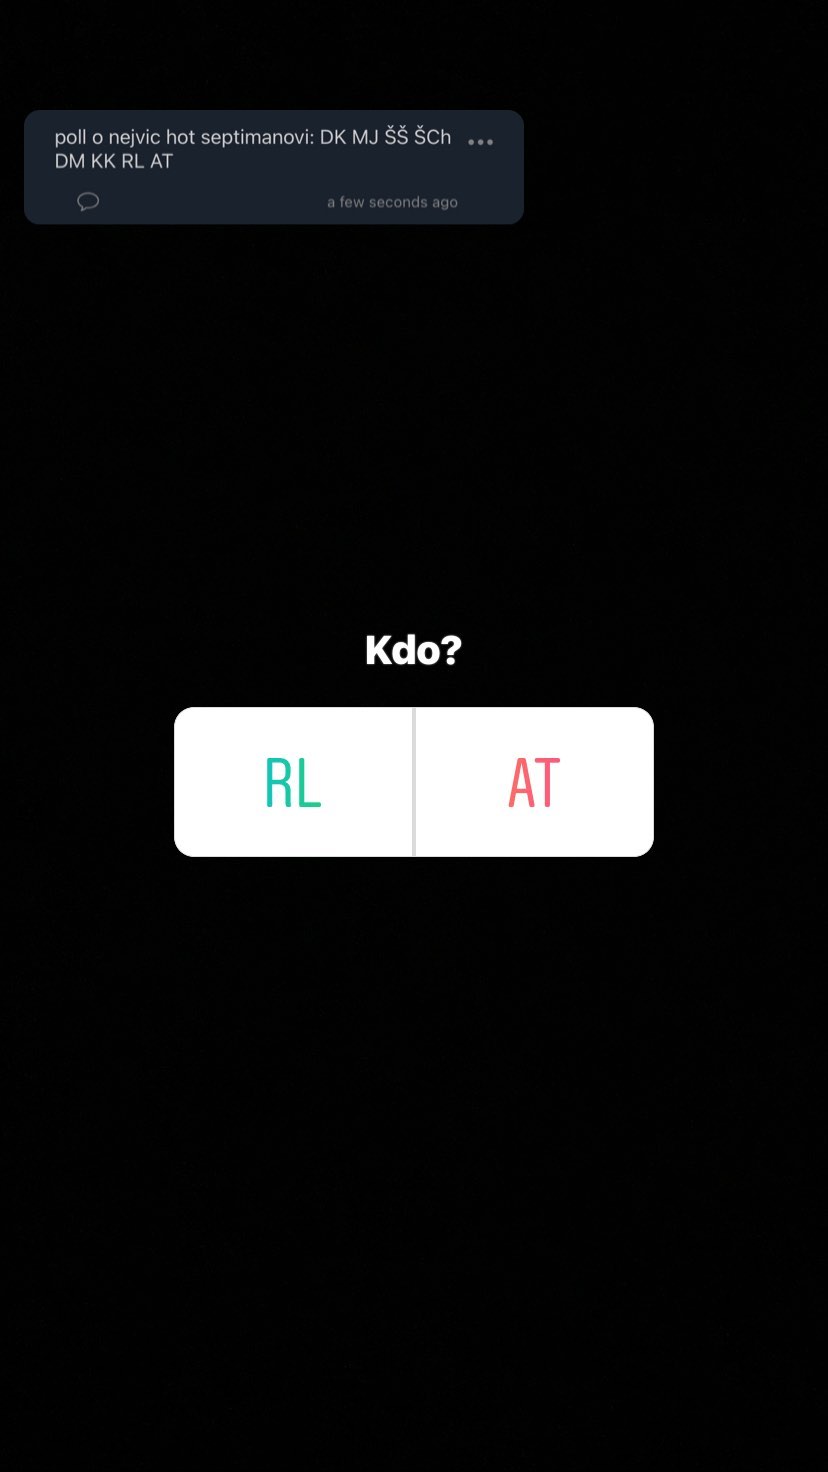 poll o nejvic hot septimanovi: DK MJ ŠŠ ŠCh
DM KK RL AT
a few seconds ago
Kdo?
RL
AT